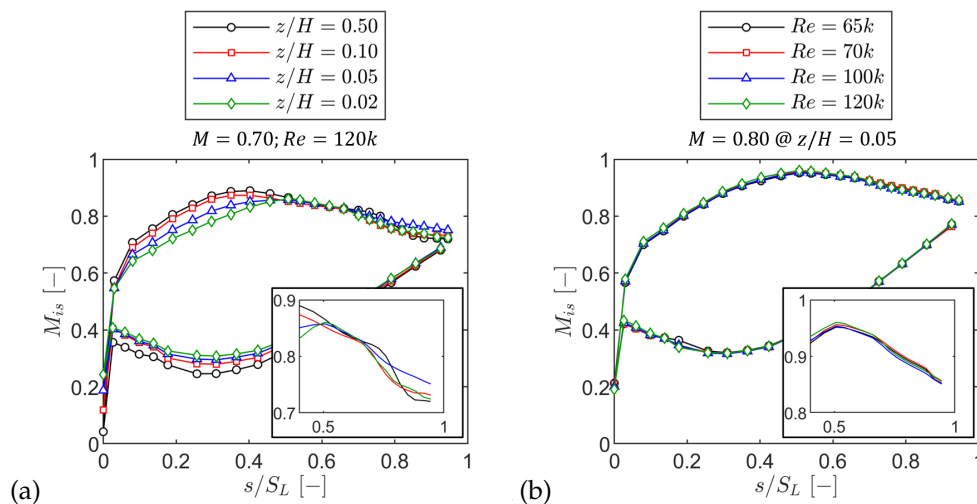 z/H = 0.50
z/H = 0.10
z/H = 0.05
z/H = 0.02
M = 0.70; Re = 120k
1
0.8
0.6
0.4
0.2
0
M_is [−]
0.9
0.8
0.7
0.5
1
0 0.2 0.4 0.6 0.8 1
s/S_L [−]
(a)
Re = 65k
Re = 70k
Re = 100k
Re = 120k
M = 0.80 @ z/H = 0.05
1
0.8
0.6
0.4
0.2
0
M_is [−]
1
0.9
0.8
0.5
1
0 0.2 0.4 0.6 0.8 1
s/S_L [−]
(b)